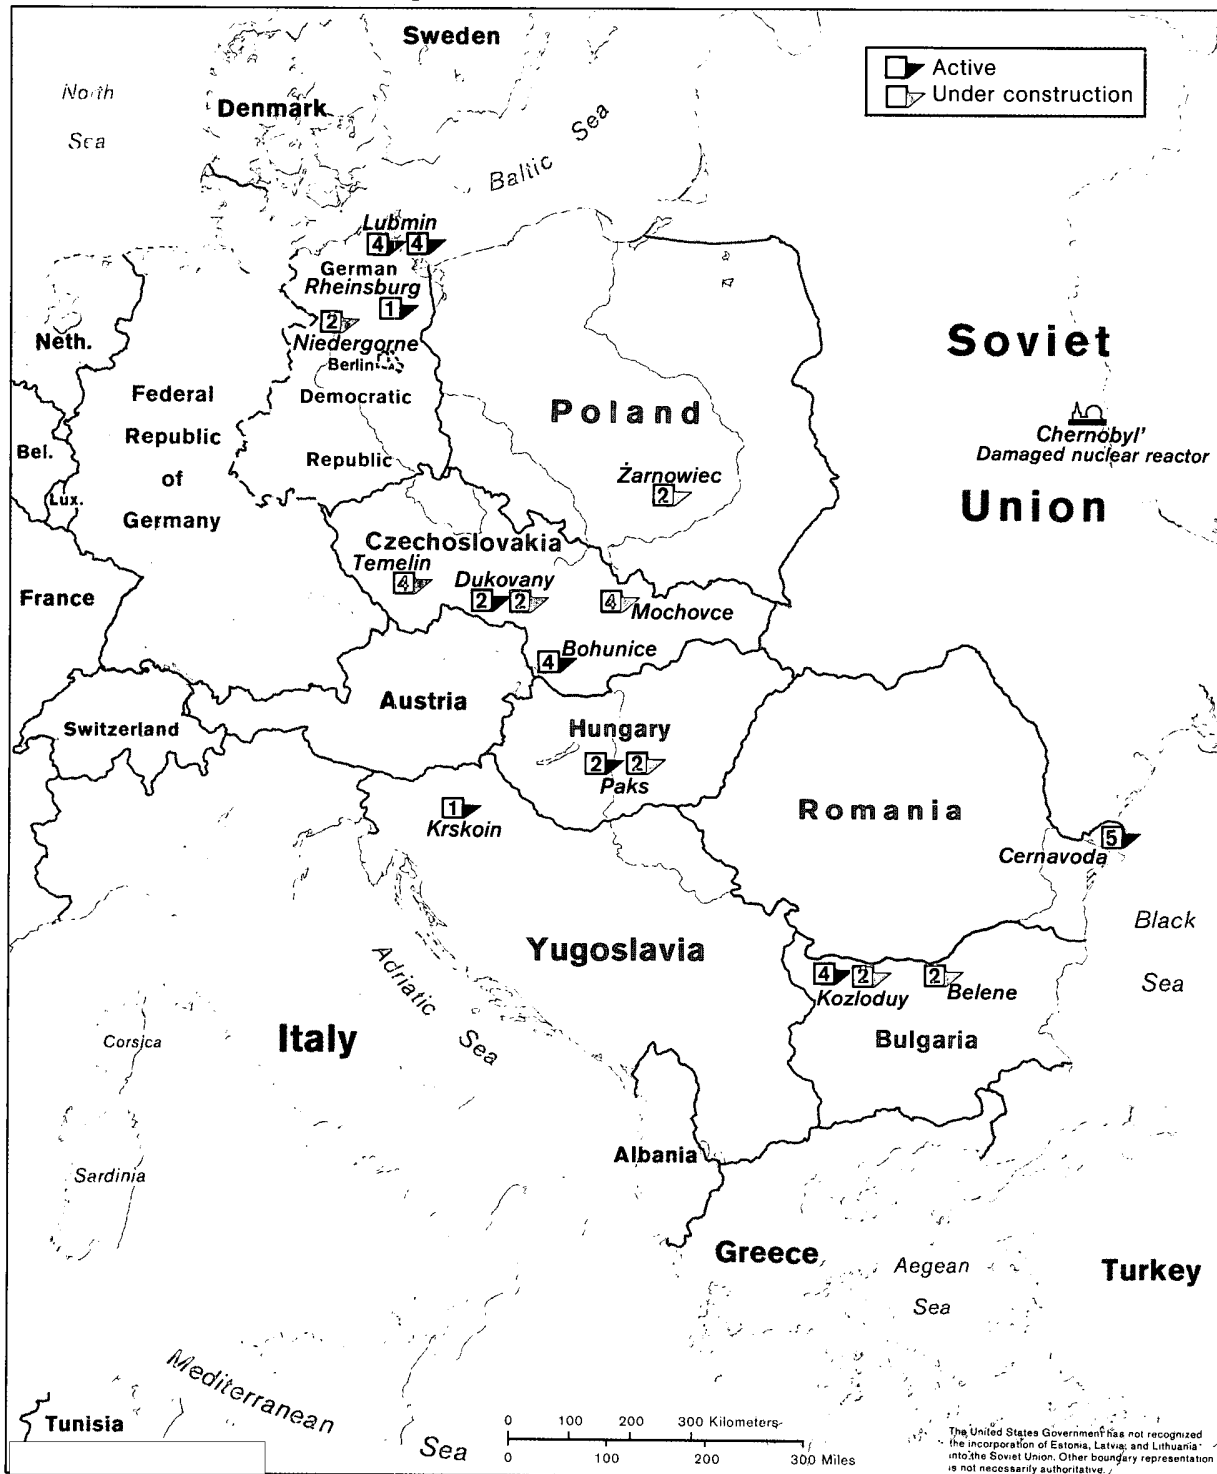 Sweden
Active
Under construction
North
Sea
Denmark
Baltic Sea
Lubmin
4 4
German
Rheinsburg
1
2
Niedergorne
Berlin
Neth.
Soviet
Federal
Republic
of
Germany
Democratic
Republic
Poland
Chernobyl'
Damaged nuclear reactor
Bel.
Lux.
Żarnowiec
2
Union
Czechoslovakia
Temelin
4
Dukovany
2 2
4
Mochovce
France
Bohunice
4
Austria
Switzerland
Hungary
2 2
Paks
1
Krskoin
Romania
5
Cernavoda
Black
Sea
Yugoslavia
Adriatic Sea
4 2
Kozloduy
2
Belene
Bulgaria
Corsica
Italy
Albania
Sardinia
Greece
Aegean
Sea
Turkey
Mediterranean
Sea
Tunisia
0 100 200 300 Kilometers
0 100 200 300 Miles
The United States Government has not recognized
the incorporation of Estonia, Latvia, and Lithuania
into the Soviet Union. Other boundary representation
is not necessarily authoritative.